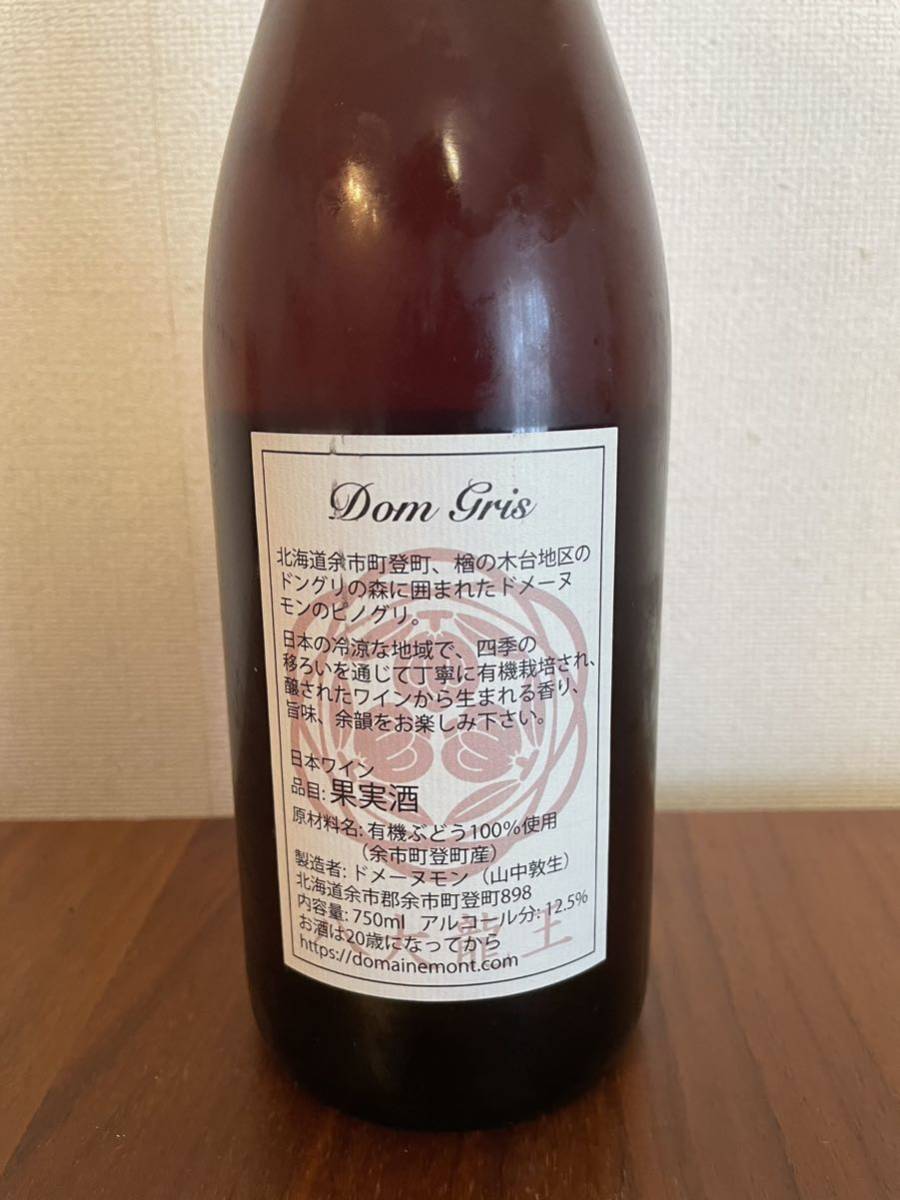 Dom Gris
北海道余市町登町、楢の木台地区の
ドングリの森に囲まれたドメーヌ
モンのピノグリ。
日本の冷涼な地域で、四季の
移ろいを通じて丁寧に有機栽培され、
醸されたワインから生まれる香り、
旨味、余韻をお楽しみ下さい。
日本ワイン
品目: 果実酒
原材料名: 有機ぶどう100%使用
（余市町登町産）
製造者: ドメーヌモン（山中敦生）
北海道余市郡余市町登町898
内容量: 750ml アルコール分: 12.5%
お酒は20歳になってから
https://domainemont.com
大龍王